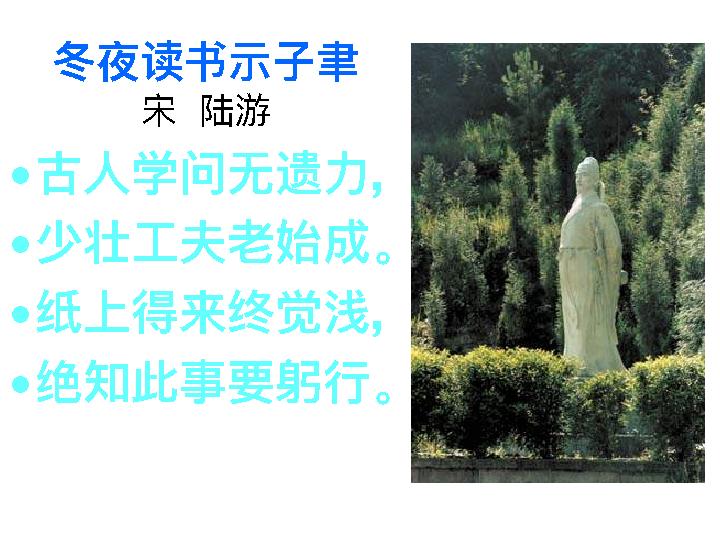 冬夜读书示子聿
宋 陆游
•古人学问无遗力，
•少壮工夫老始成。
•纸上得来终觉浅，
•绝知此事要躬行。